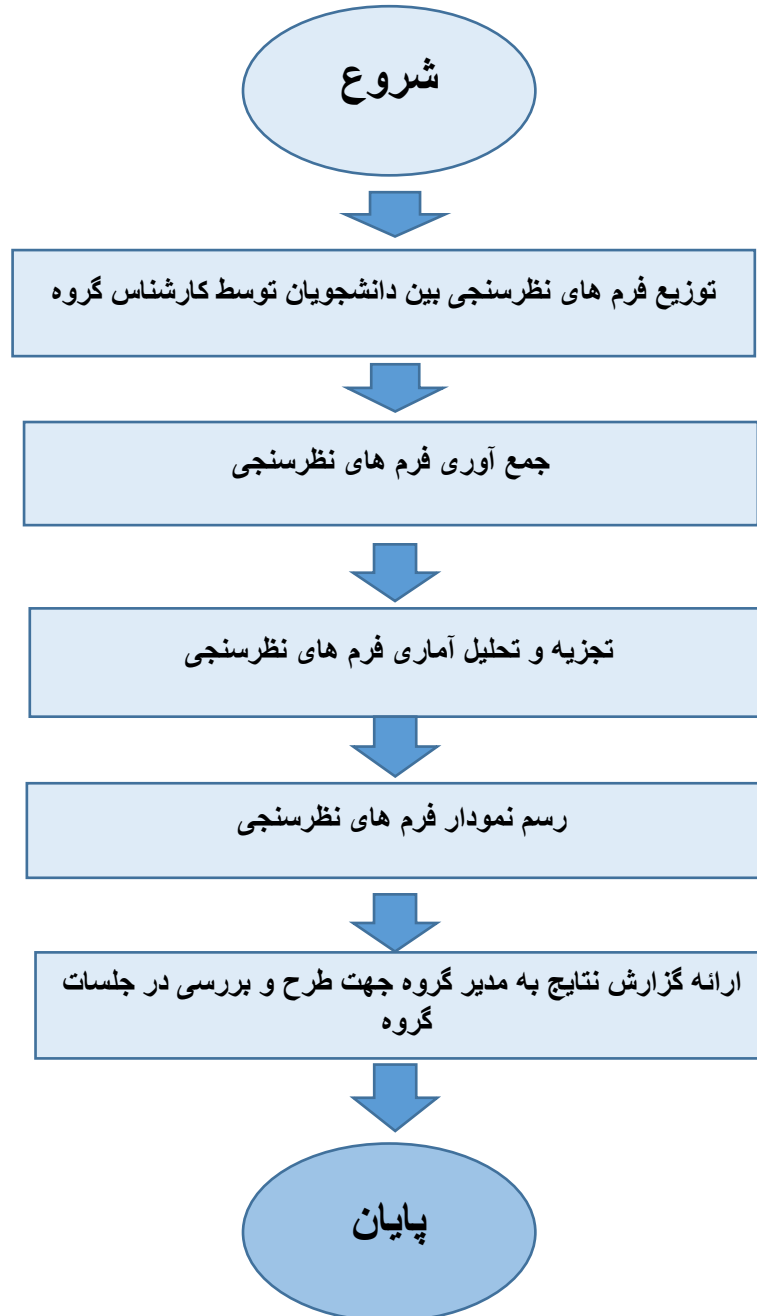 شروع
توزیع فرم های نظرسنجی بین دانشجویان توسط کارشناس گروه
جمع آوری فرم های نظرسنجی
تجزیه و تحلیل آماری فرم های نظرسنجی
رسم نمودار فرم های نظرسنجی
ارائه گزارش نتایج به مدیر گروه جهت طرح و بررسی در جلسات
گروه
پایان